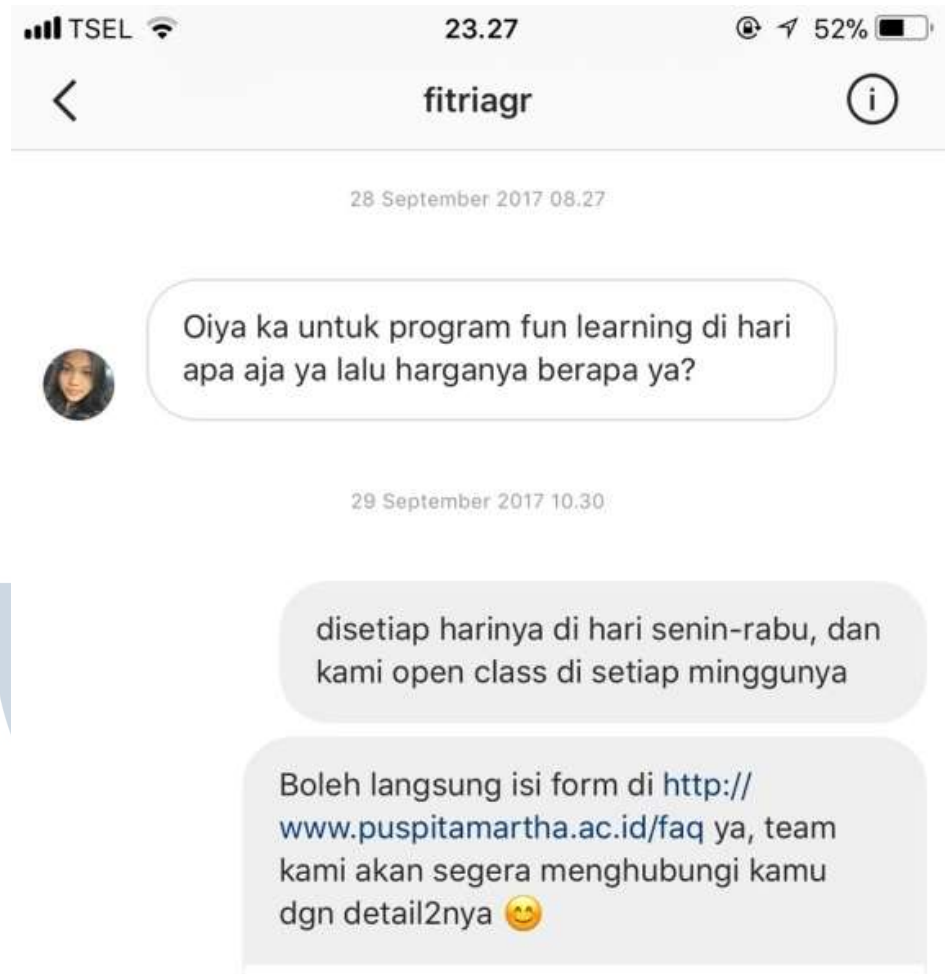 TSEL 23.27 52%
fitriagr
28 September 2017 08.27
Oiya ka untuk program fun learning di hari
apa aja ya lalu harganya berapa ya?
29 September 2017 10.30
disetiap harinya di hari senin-rabu, dan
kami open class di setiap minggunya
Boleh langsung isi form di http://
www.puspitamartha.ac.id/faq ya, team
kami akan segera menghubungi kamu
dgn detail2nya 😊